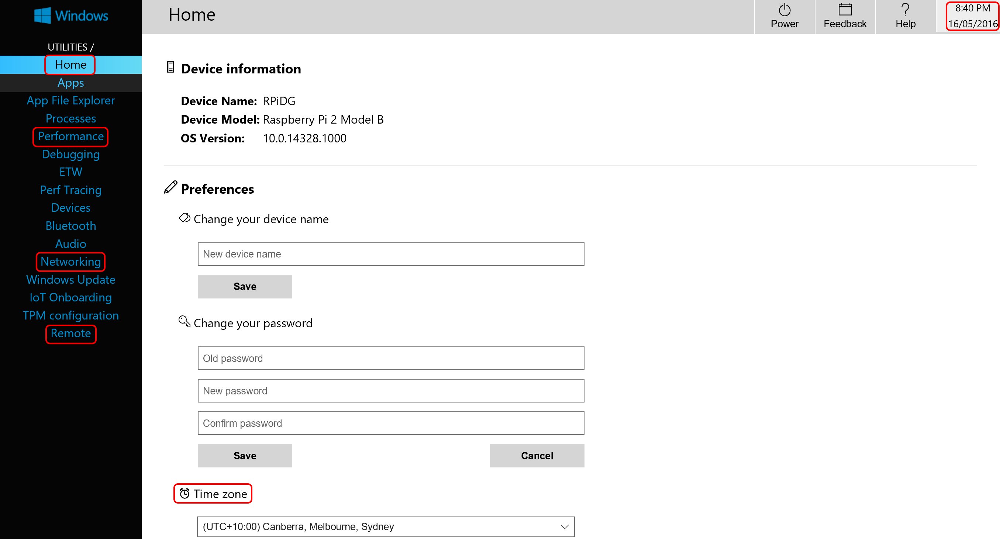 Windows
UTILITIES /
Home
Apps
App File Explorer
Processes
Performance
Debugging
ETW
Perf Tracing
Devices
Bluetooth
Audio
Networking
Windows Update
IoT Onboarding
TPM configuration
Remote
Home
Power
Feedback
Help
8:40 PM
16/05/2016
Device information
Device Name: RPiDG
Device Model: Raspberry Pi 2 Model B
OS Version: 10.0.14328.1000
Preferences
Change your device name
New device name
Save
Change your password
Old password
New password
Confirm password
Save Cancel
Time zone
(UTC+10:00) Canberra, Melbourne, Sydney